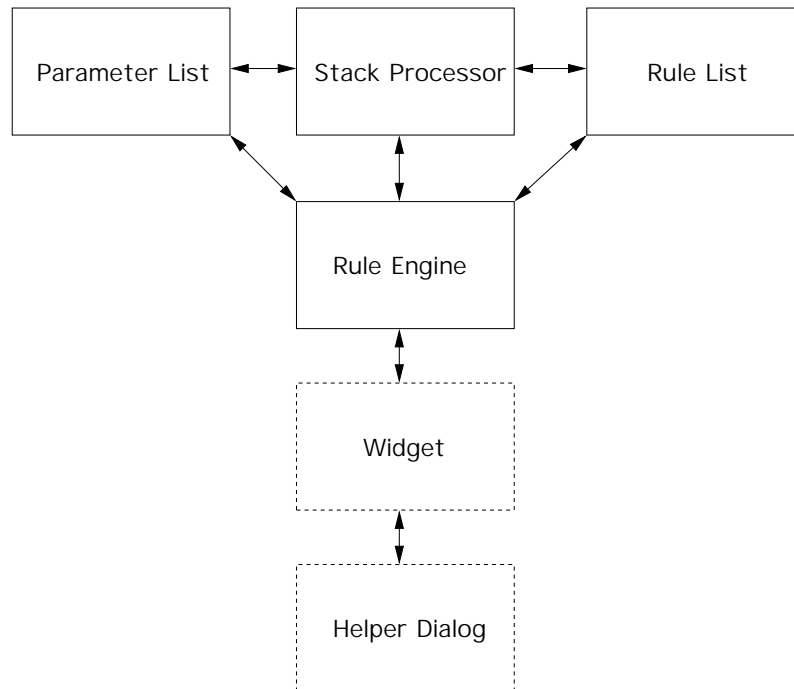 Parameter List
Stack Processor
Rule List
Rule Engine
Widget
Helper Dialog